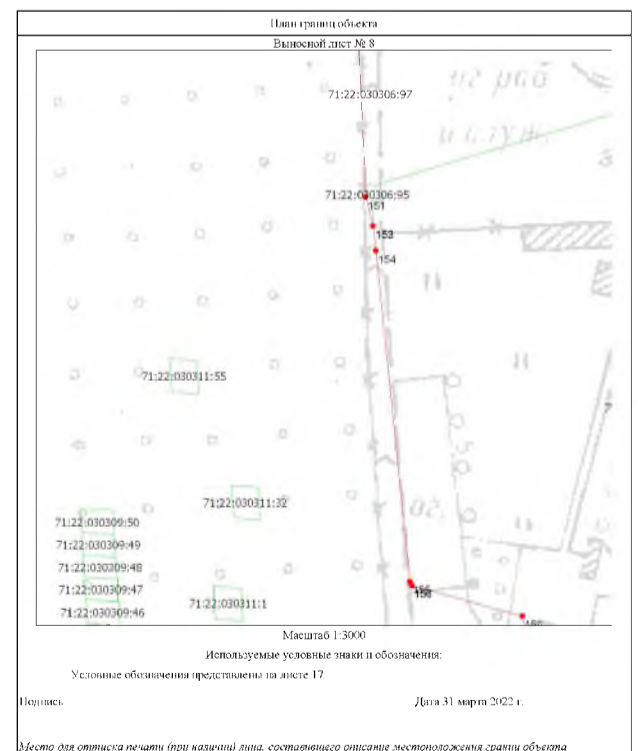 План границ объекта
Выносной лист № 8
71:22:030306:97
71:22:030306:95
151
153
154
71:22:030311:55
71:22:030311:32
71:22:030309:50
71:22:030309:49
71:22:030309:48
71:22:030309:47
71:22:030309:46
71:22:030311:1
Масштаб 1:3000
Используемые условные знаки и обозначения:
Условные обозначения представлены на листе 17
Подпись
Дата 31 марта 2022 г.
Место для оттиска печати (при наличии) лица, составившего описание местоположения границ объекта